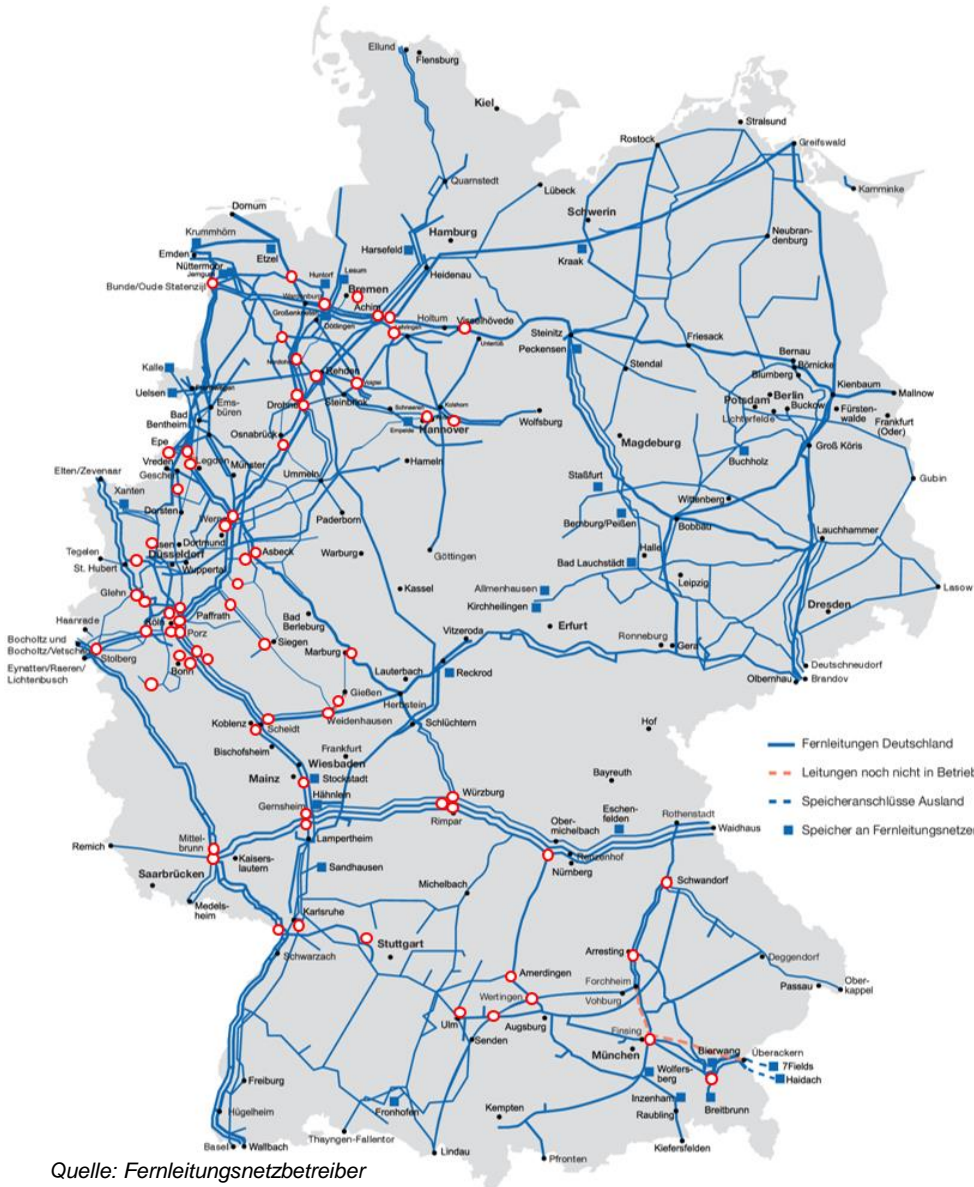 Ellund
Flensburg
Kiel
Stralsund
Rostock
Greifswald
Quarnstedt
Lübeck
Kamminke
Dornum
Schwerin
Krummhörn
Hamburg
Neubran-
denburg
Emden
Etzel
Harsefeld
Kraak
Nüttermoor
Jemgum
Huntorf
Lesum
Heidenau
Bunde/Oude Statenzijl
Bremen
Achim
Dötlingen
Holtum
Visselhövede
Steinitz
Friesack
Unterlüß
Peckensen
Bernau
Kalle
Rehden
Stendal
Börnicke
Blumberg
Kienbaum
Uelsen
Drohne
Steinbrink
Berlin
Mallnow
Potsdam
Buckow
Bad
Bentheim
Ems-
büren
Lichterfelde
Fürsten-
walde
Frankfurt
(Oder)
Osnabrück
Empelde
Hannover
Wolfsburg
Magdeburg
Epe
Groß Köris
Vreden
Legden
Münster
Hameln
Buchholz
Elten/Zevenaar
Gescher
Ummeln
Staßfurt
Gubin
Xanten
Wittenberg
Dorsten
Werne
Paderborn
Bernburg/Peißen
Bobbau
Lauchhammer
Essen
Dortmund
Warburg
Göttingen
Halle
Tegelen
Düsseldorf
Asbeck
Bad Lauchstädt
St. Hubert
Wuppertal
Leipzig
Lasow
Glehn
Kassel
Allmenhausen
Kirchheilingen
Dresden
Haanrade
Köln
Paffrath
Bad
Berleburg
Erfurt
Bocholtz und
Bocholtz/Vetschau
Porz
Siegen
Vitzeroda
Ronneburg
Gera
Stolberg
Marburg
Deutschneudorf
Eynatten/Raeren/
Lichtenbusch
Bonn
Lauterbach
Reckrod
Olbernhau
Brandov
Gießen
Herbstein
Koblenz
Scheidt
Weidenhausen
Schlüchtern
Hof
Bischofsheim
Frankfurt
Fernleitungen Deutschland
Wiesbaden
Leitungen noch nicht in Betrieb
Mainz
Stockstadt
Bayreuth
Speicheranschlüsse Ausland
Hähnlein
Würzburg
Gernsheim
Eschen-
felden
Rothenstadt
Speicher an Fernleitungsnetzen
Rimpar
Waidhaus
Mittel-
brunn
Lampertheim
Ober-
michelbach
Remich
Kaisers-
lautern
Renzenhof
Sandhausen
Nürnberg
Saarbrücken
Michelbach
Schwandorf
Medels-
heim
Karlsruhe
Stuttgart
Schwarzach
Arresting
Deggendorf
Amerdingen
Forchheim
Passau
Ober-
kappel
Wertingen
Vohburg
Ulm
Augsburg
Finsing
Senden
München
Bierwang
Überackern
7Fields
Wolfers-
berg
Haidach
Freiburg
Inzenham
Breitbrunn
Fronhofen
Kempten
Raubling
Hügelheim
Thayngen-Fallentor
Kiefersfelden
Basel
Wallbach
Lindau
Pfronten
Quelle: Fernleitungsnetzbetreiber